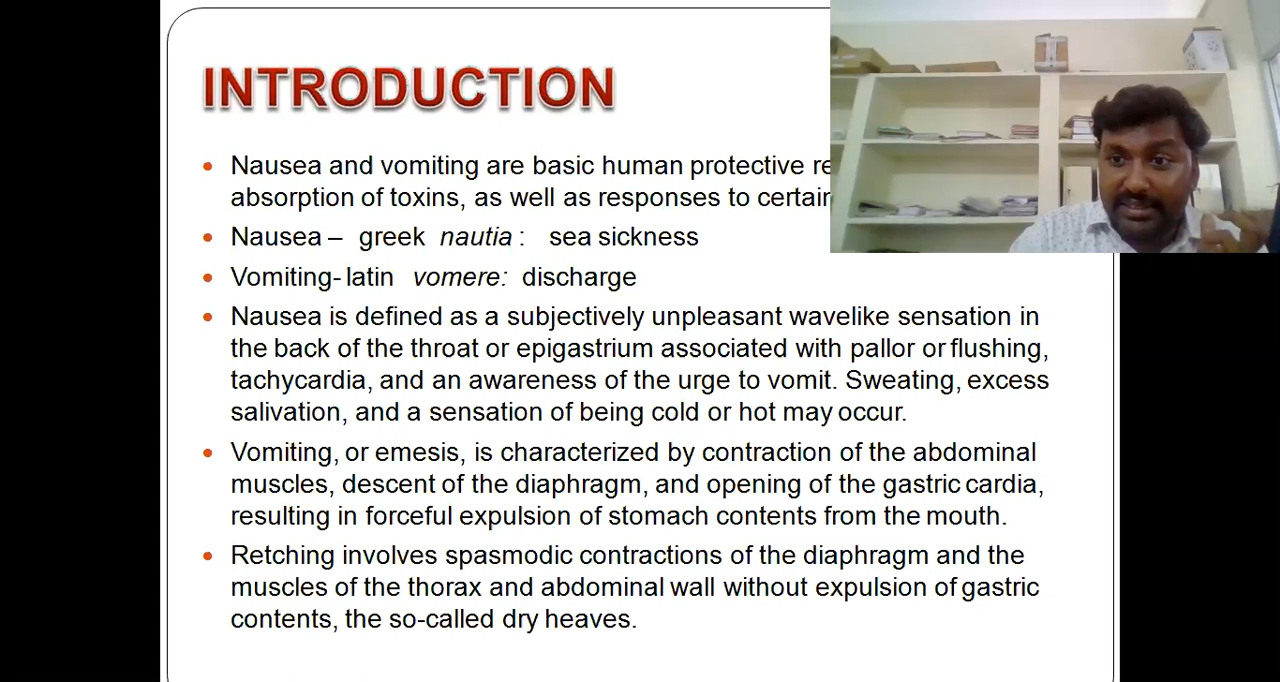 INTRODUCTION
Nausea and vomiting are basic human protective
absorption of toxins, as well as responses to
Nausea – greek nautia : sea sickness
Vomiting- latin vomere: discharge
Nausea is defined as a subjectively unpleasant wavelike sensation in
the back of the throat or epigastrium associated with pallor or flushing,
tachycardia, and an awareness of the urge to vomit. Sweating, excess
salivation, and a sensation of being cold or hot may occur.
Vomiting, or emesis, is characterized by contraction of the abdominal
muscles, descent of the diaphragm, and opening of the gastric cardia,
resulting in forceful expulsion of stomach contents from the mouth.
Retching involves spasmodic contractions of the diaphragm and the
muscles of the thorax and abdominal wall without expulsion of gastric
contents, the so-called dry heaves.